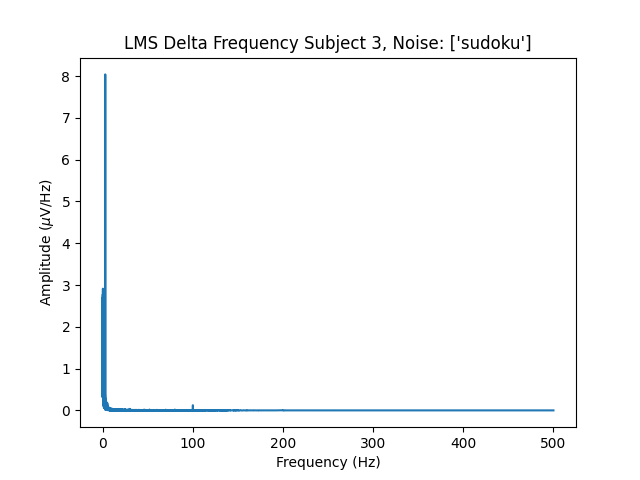 LMS Delta Frequency Subject 3, Noise: ['sudoku']
8
7
6
5
4
3
2
1
0
Amplitude (μV/Hz)
0 100 200 300 400 500
Frequency (Hz)